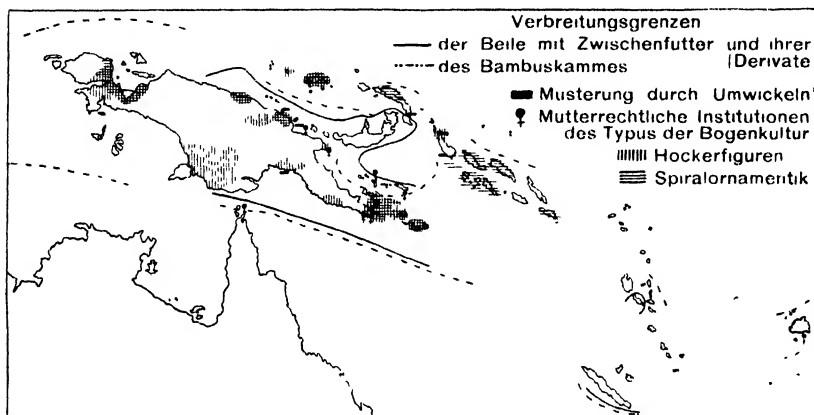 Verbreitungsgrenzen
der Beile mit Zwischenfutter und ihrer
(Derivate
des Bambuskammes
Musterung durch Umwickeln
Mutterrechtliche Institutionen
des Typus der Bogenkultur
Hockerfiguren
Spiralornamentik